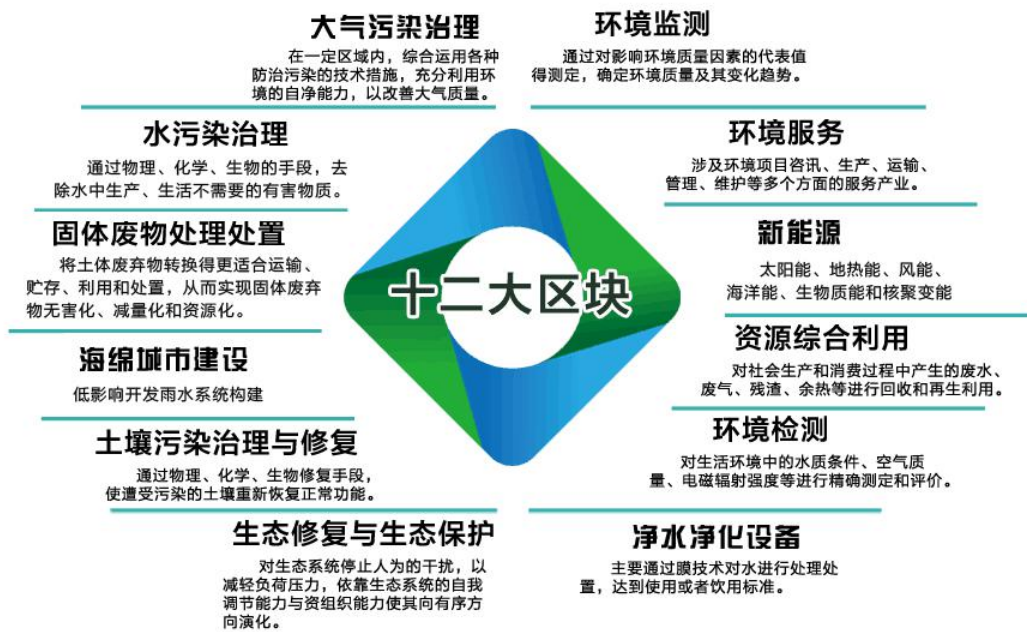 大气污染治理
在一定区域内，综合运用各种
防治污染的技术措施，充分利用环
境的自净能力，以改善大气质量。
水污染治理
通过物理、化学、生物的手段，去
除水中生产、生活不需要的有害物质。
固体废物处理处置
将土体废弃物转换得更适合运输、
贮存、利用和处置，从而实现固体废弃
物无害化、减量化和资源化。
海绵城市建设
低影响开发雨水系统构建
土壤污染治理与修复
通过物理、化学、生物修复手段，
使遭受污染的土壤重新恢复正常功能。
生态修复与生态保护
对生态系统停止人为的干扰，以
减轻负荷压力，依靠生态系统的自我
调节能力与资组织能力使其向有序方
向演化。
十二大区块
环境监测
通过对影响环境质量因素的代表值
得测定，确定环境质量及其变化趋势。
环境服务
涉及环境项目咨讯、生产、运输、
管理、维护等多个方面的服务产业。
新能源
太阳能、地热能、风能、
海洋能、生物质能和核聚变能
资源综合利用
对社会生产和消费过程中产生的废水、
废气、残渣、余热等进行回收和再生利用。
环境检测
对生活环境中的水质条件、空气质
量、电磁辐射强度等进行精确测定和评价。
净水净化设备
主要通过膜技术对水进行处理处
置，达到使用或者饮用标准。